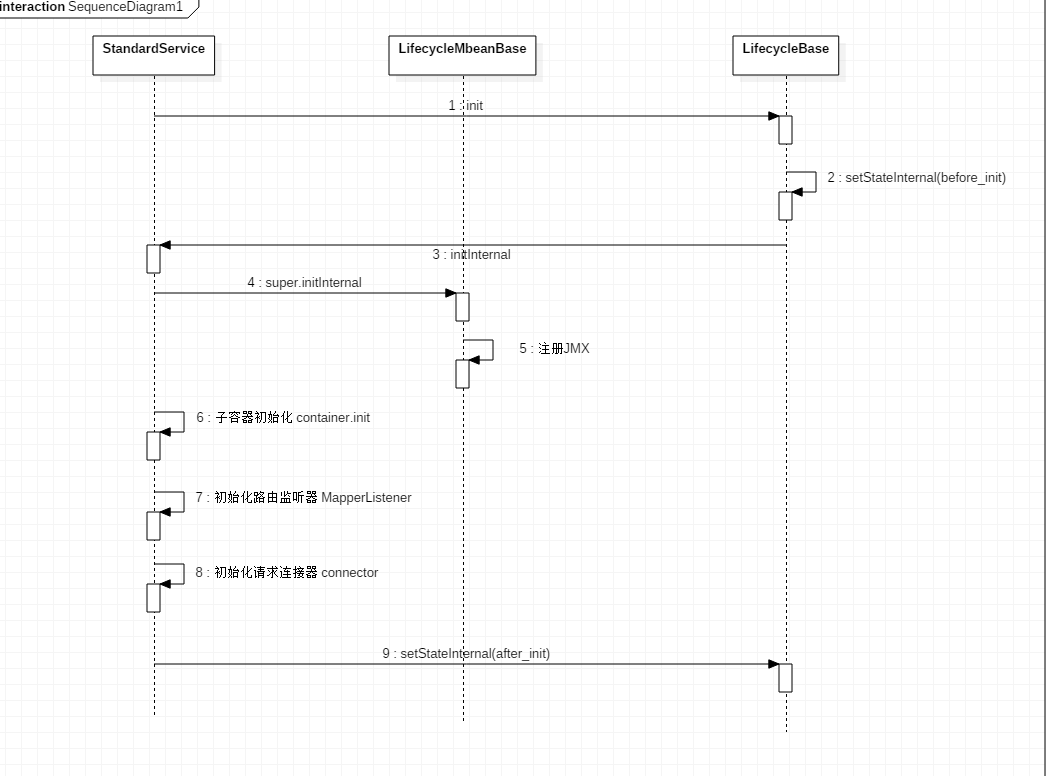 interaction SequenceDiagram1
StandardService
LifecycleMbeanBase
LifecycleBase
1 : init
2 : setStateInternal(before_init)
3 : initInternal
4 : super.initInternal
5 : 注册JMX
6 : 子容器初始化 container.init
7 : 初始化路由监听器 MapperListener
8 : 初始化请求连接器 connector
9 : setStateInternal(after_init)